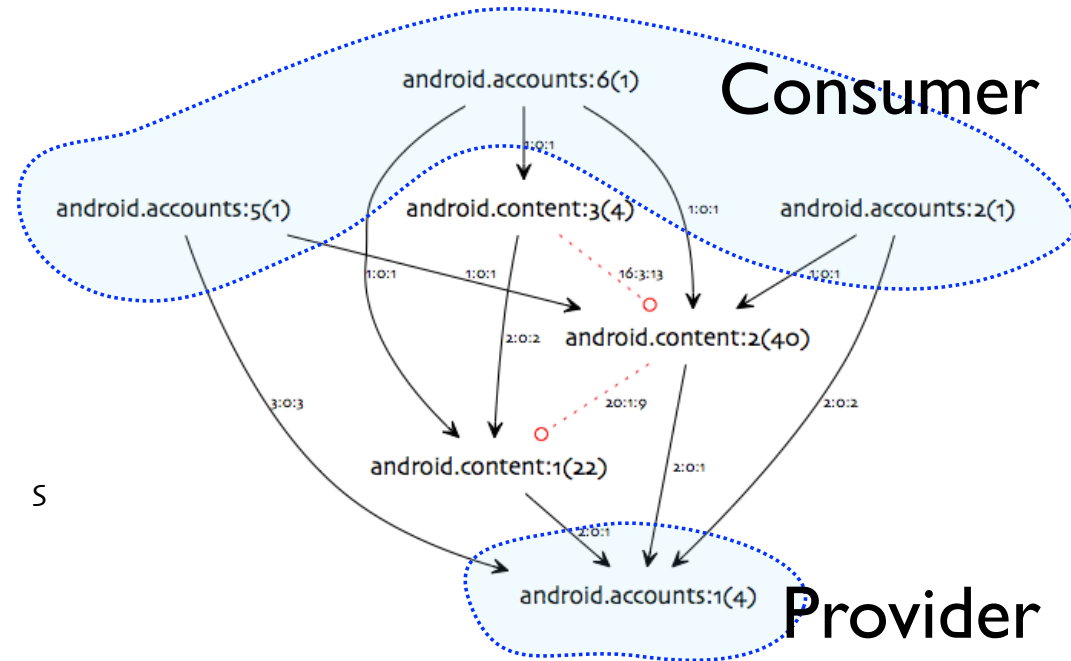 android.accounts:6(1)
Consumer
1:0:1
android.accounts:5(1)
android.content:3(4)
1:0:1
android.accounts:2(1)
1:0:1
1:0:1
16:3:13
1:0:1
2:0:2
android.content:2(40)
3:0:3
20:1:9
2:0:2
android.content:1(22)
2:0:1
s
2:0:1
android.accounts:1(4)
Provider